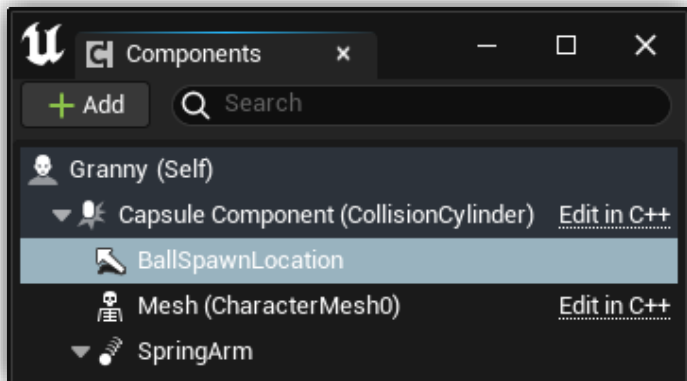 Components
Add
Search
Granny (Self)
Capsule Component (CollisionCylinder) Edit in C++
BallSpawnLocation
Mesh (CharacterMesh0) Edit in C++
SpringArm